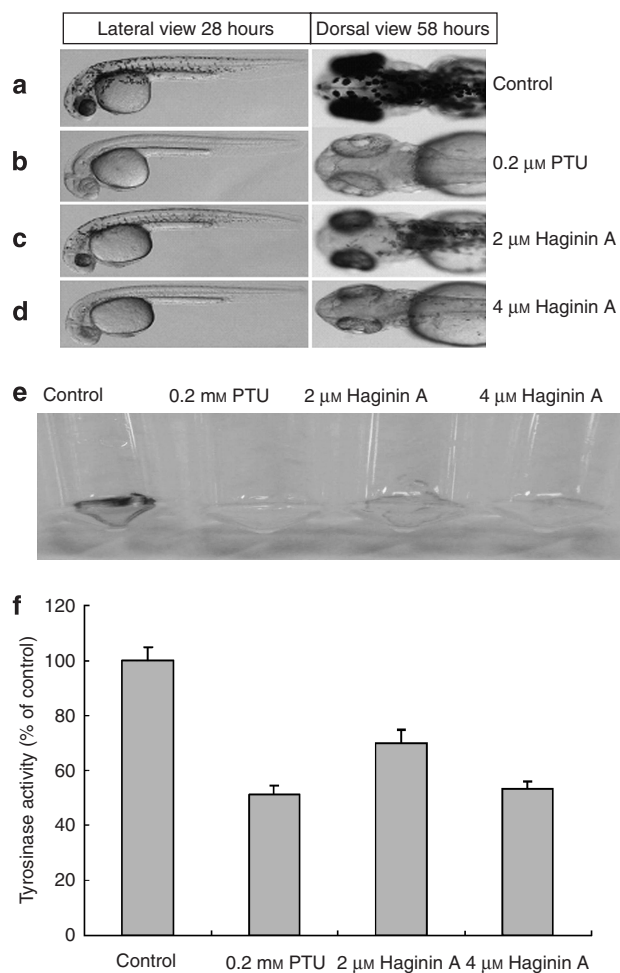 Lateral view 28 hours Dorsal view 58 hours
a Control
b 0.2 μM PTU
c 2 μM Haginin A
d 4 μM Haginin A
e Control 0.2 mM PTU 2 μM Haginin A 4 μM Haginin A
f
Tyrosinase activity (% of control)
120
100
80
60
40
20
0
Control 0.2 mM PTU 2 μM Haginin A 4 μM Haginin A